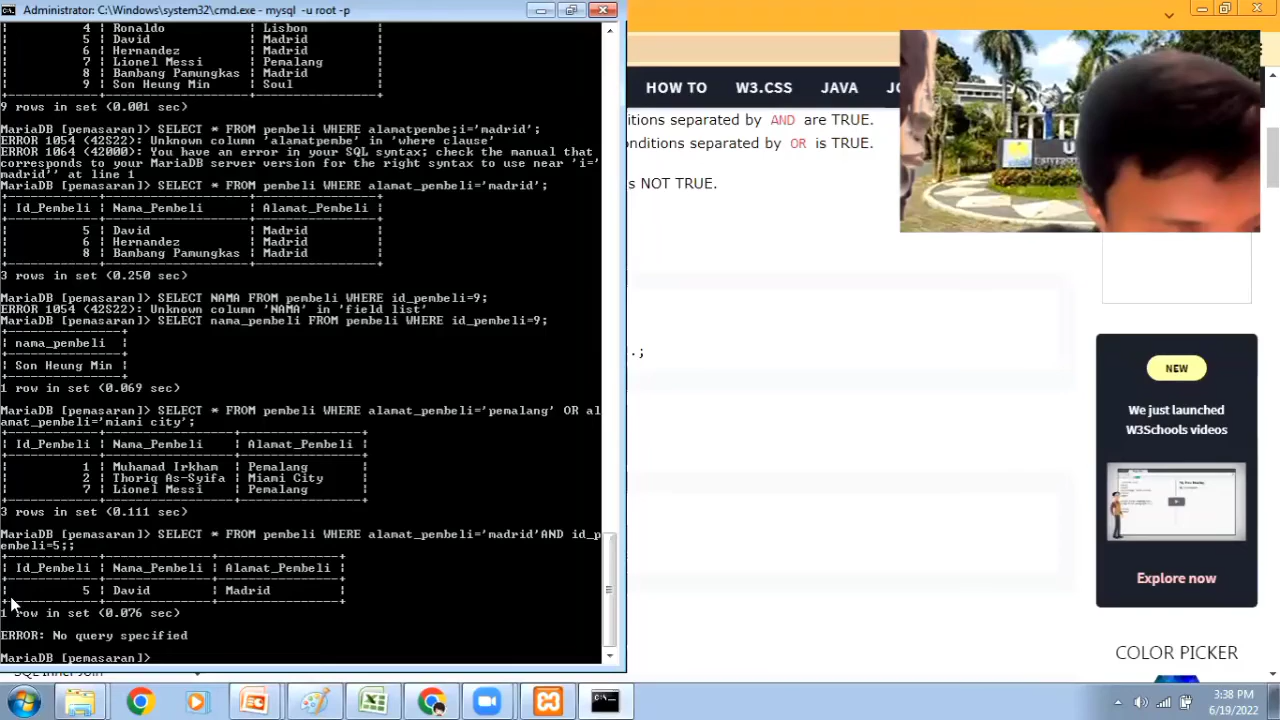 Administrator: C:\Windows\system32\cmd.exe - mysql -u root -p
4 | Ronaldo | Lisbon
5 | David | Madrid
6 | Hernandez | Madrid
7 | Lionel Messi | Pemalang
8 | Bambang Pamungkas | Madrid
9 | Son Heung Min | Soul
9 rows in set (0.001 sec)
MariaDB [pemasaran]> SELECT * FROM pembeli WHERE alamatpembe;i='madrid';
ERROR 1054 (42S22): Unknown column 'alamatpembe' in 'where clause'
ERROR 1064 (42000): You have an error in your SQL syntax; check the manual that
corresponds to your MariaDB server version for the right syntax to use near 'i='
madrid'' at line 1
MariaDB [pemasaran]> SELECT * FROM pembeli WHERE alamat_pembeli='madrid';
| Id_Pembeli | Nama_Pembeli | Alamat_Pembeli |
| 5 | David | Madrid |
| 6 | Hernandez | Madrid |
| 8 | Bambang Pamungkas | Madrid |
3 rows in set (0.250 sec)
MariaDB [pemasaran]> SELECT NAMA FROM pembeli WHERE id_pembeli=9;
ERROR 1054 (42S22): Unknown column 'NAMA' in 'field list'
MariaDB [pemasaran]> SELECT nama_pembeli FROM pembeli WHERE id_pembeli=9;
| nama_pembeli |
| Son Heung Min |
1 row in set (0.069 sec)
MariaDB [pemasaran]> SELECT * FROM pembeli WHERE alamat_pembeli='pemalang' OR al
amat_pembeli='miami city';
| Id_Pembeli | Nama_Pembeli | Alamat_Pembeli |
| 1 | Muhamad Irkham | Pemalang |
| 2 | Thoriq As-Syifa | Miami City |
| 7 | Lionel Messi | Pemalang |
3 rows in set (0.111 sec)
MariaDB [pemasaran]> SELECT * FROM pembeli WHERE alamat_pembeli='madrid'AND id_p
embeli=5;;
| Id_Pembeli | Nama_Pembeli | Alamat_Pembeli |
| 5 | David | Madrid |
1 row in set (0.076 sec)
ERROR: No query specified
MariaDB [pemasaran]>
HOW TO W3.CSS JAVA
itions separated by AND are TRUE.
onditions separated by OR is TRUE.
s NOT TRUE.
.;
NEW
We just launched
W3Schools videos
Explore now
COLOR PICKER
3:38 PM
6/19/2022